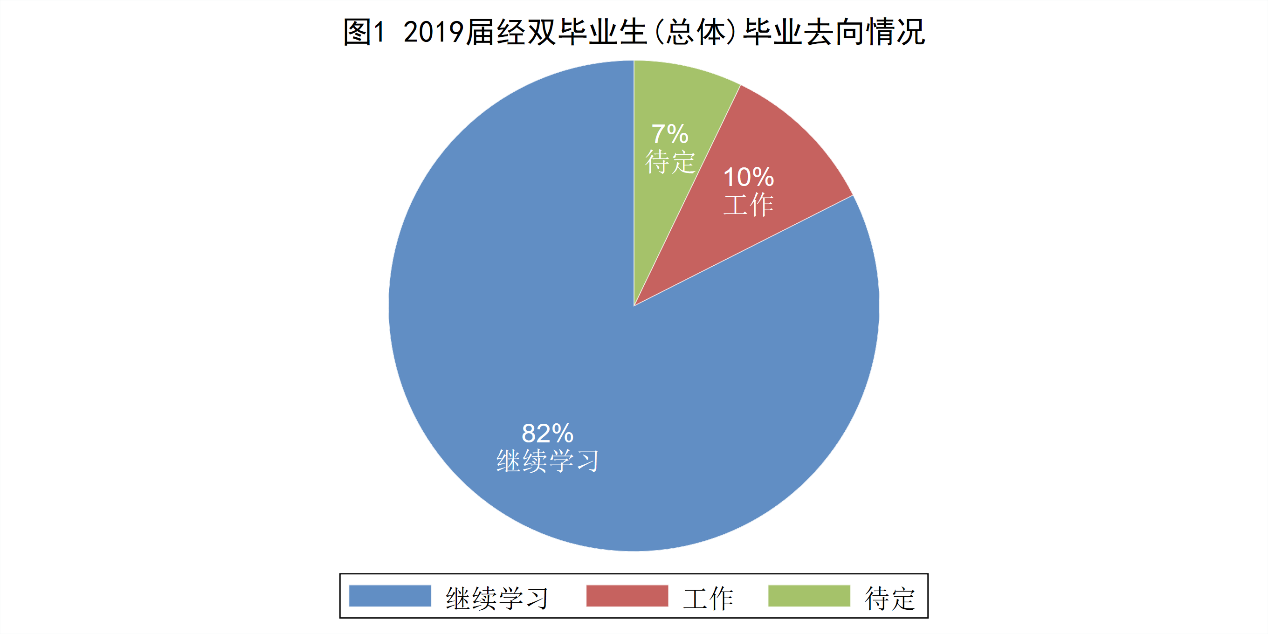 图1 2019届经双毕业生(总体)毕业去向情况
7%
待定
10%
工作
82%
继续学习
继续学习 工作 待定